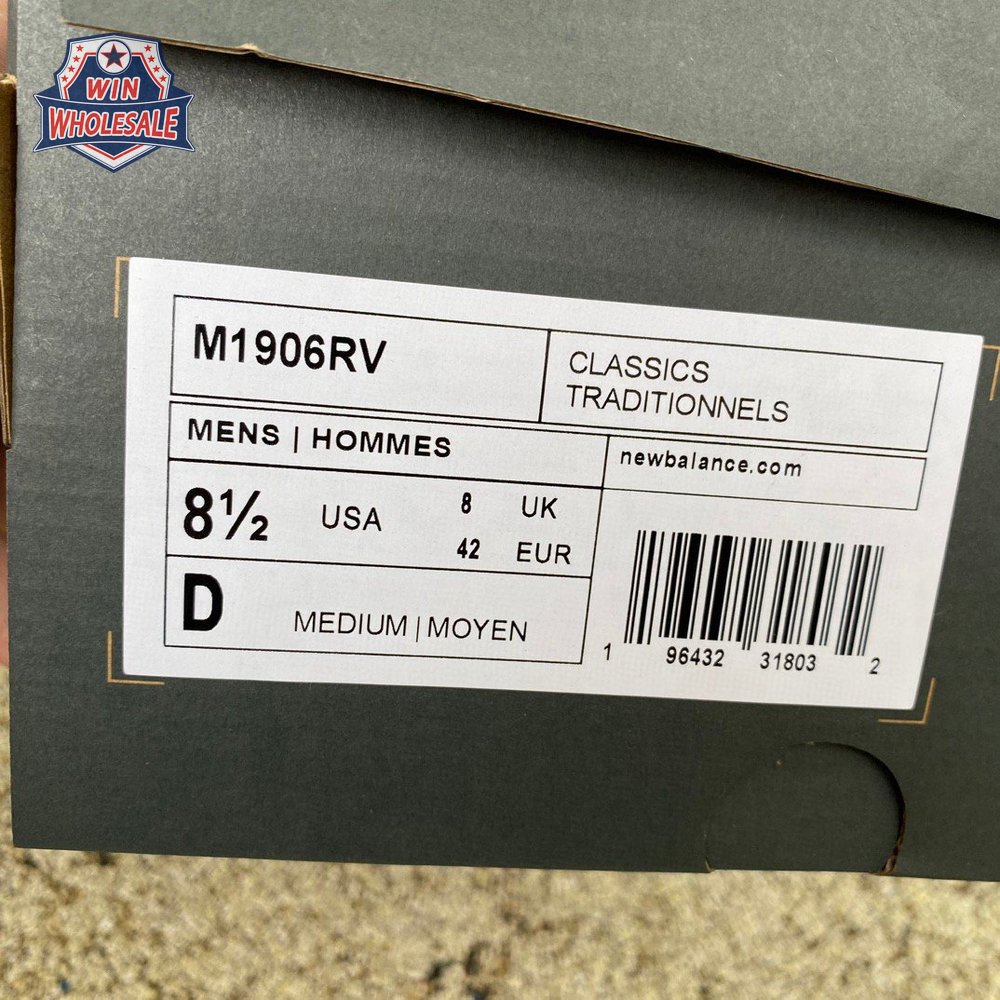 WIN
WHOLESALE
M1906RV
CLASSICS
TRADITIONNELS
MENS | HOMMES
newbalance.com
8½ USA
8 UK
42 EUR
D MEDIUM | MOYEN
1 96432 31803 2